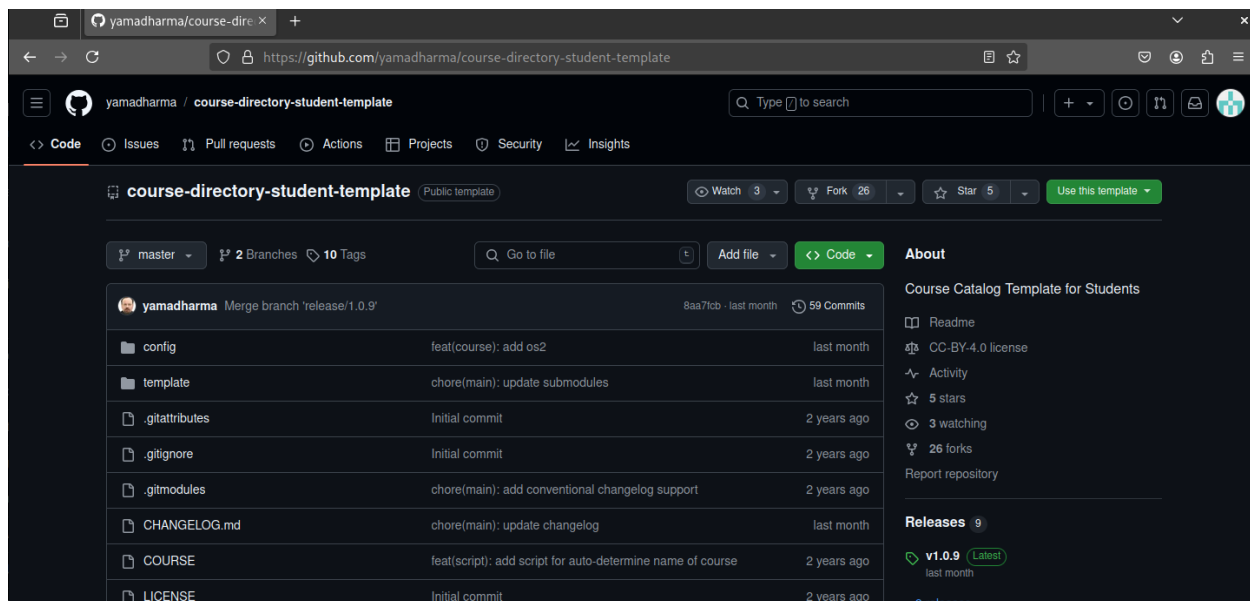 yamadharma/course-dire
https://github.com/yamadharma/course-directory-student-template
yamadharma / course-directory-student-template
Type / to search
Code Issues Pull requests Actions Projects Security Insights
course-directory-student-template Public template Watch 3 Fork 26 Star 5 Use this template
master 2 Branches 10 Tags Go to file t Add file Code
yamadharma Merge branch 'release/1.0.9' 8aa7fcb · last month 59 Commits
config feat(course): add os2 last month
template chore(main): update submodules last month
.gitattributes Initial commit 2 years ago
.gitignore Initial commit 2 years ago
.gitmodules chore(main): add conventional changelog support 2 years ago
CHANGELOG.md chore(main): update changelog last month
COURSE feat(script): add script for auto-determine name of course 2 years ago
LICENSE Initial commit 2 years ago
About
Course Catalog Template for Students
Readme
CC-BY-4.0 license
Activity
5 stars
3 watching
26 forks
Report repository
Releases 9
v1.0.9 Latest
last month